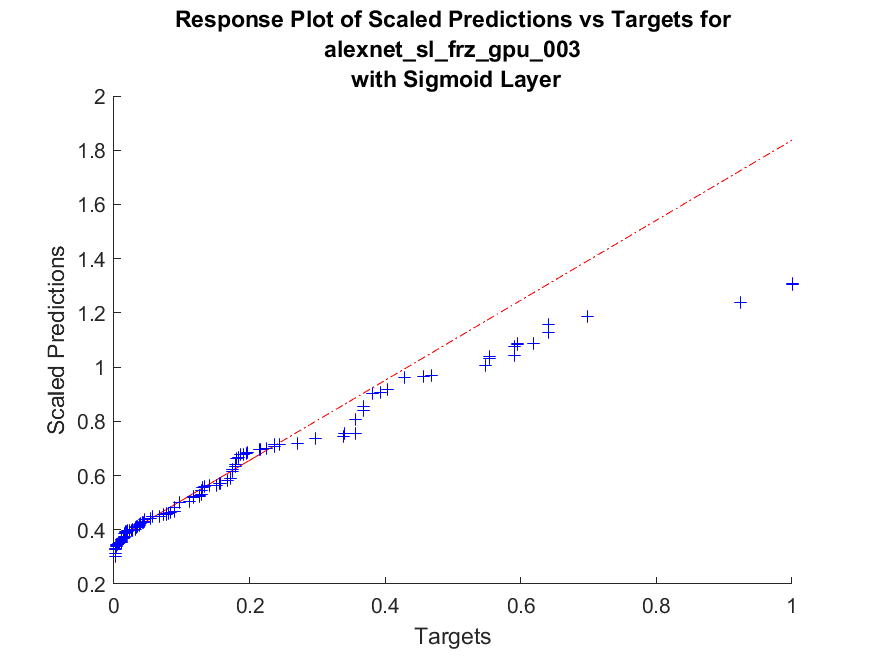 Response Plot of Scaled Predictions vs Targets for
alexnet_sl_frz_gpu_003
with Sigmoid Layer
2
1.8
1.6
1.4
1.2
1
0.8
0.6
0.4
0.2
Scaled Predictions
0 0.2 0.4 0.6 0.8 1
Targets